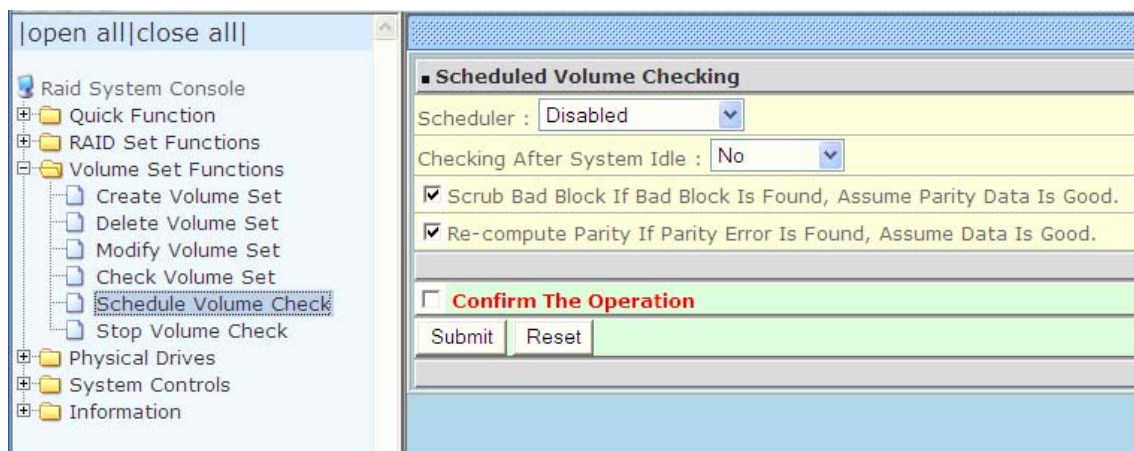 |open all|close all|
Raid System Console
Quick Function
RAID Set Functions
Volume Set Functions
Create Volume Set
Delete Volume Set
Modify Volume Set
Check Volume Set
Schedule Volume Check
Stop Volume Check
Physical Drives
System Controls
Information
Scheduled Volume Checking
Scheduler : Disabled
Checking After System Idle : No
Scrub Bad Block If Bad Block Is Found, Assume Parity Data Is Good.
Re-compute Parity If Parity Error Is Found, Assume Data Is Good.
Confirm The Operation
Submit Reset